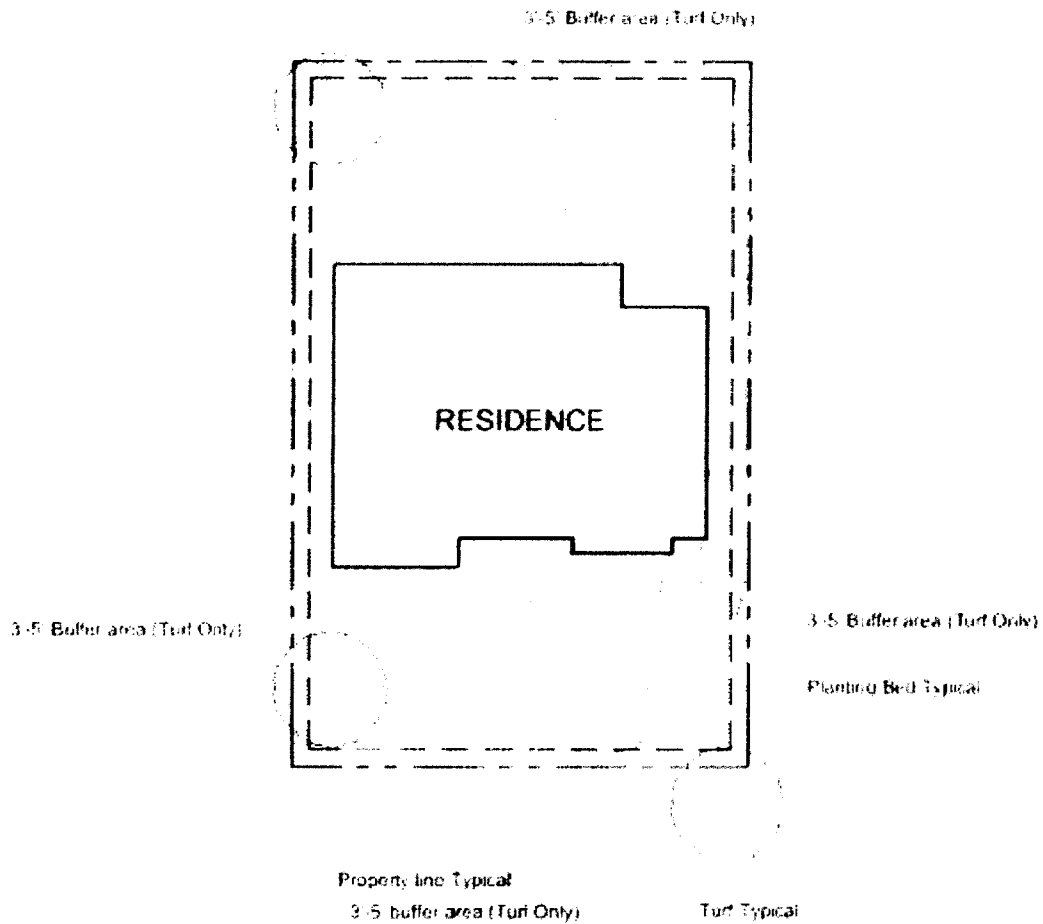 3'-5' Buffer area (Turf Only)
RESIDENCE
3'-5' Buffer area (Turf Only)
3'-5' Buffer area (Turf Only)
Planting Bed Typical
Property line Typical
3'-5' buffer area (Turf Only)
Turf Typical